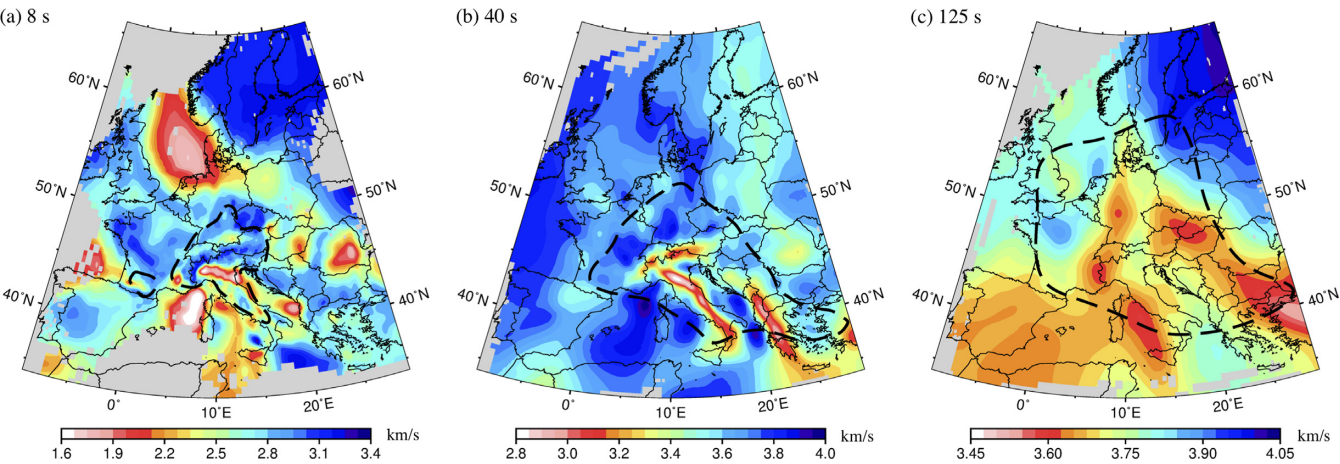 (a) 8 s (b) 40 s (c) 125 s
60˚N 60˚N 60˚N 60˚N 60˚N 60˚N
50˚N 50˚N 50˚N 50˚N 50˚N 50˚N
40˚N 40˚N 40˚N 40˚N 40˚N 40˚N
0˚ 10˚E 20˚E 0˚ 10˚E 20˚E 0˚ 10˚E 20˚E
km/s km/s km/s
1.6 1.9 2.2 2.5 2.8 3.1 3.4 2.8 3.0 3.2 3.4 3.6 3.8 4.0 3.45 3.60 3.75 3.90 4.05